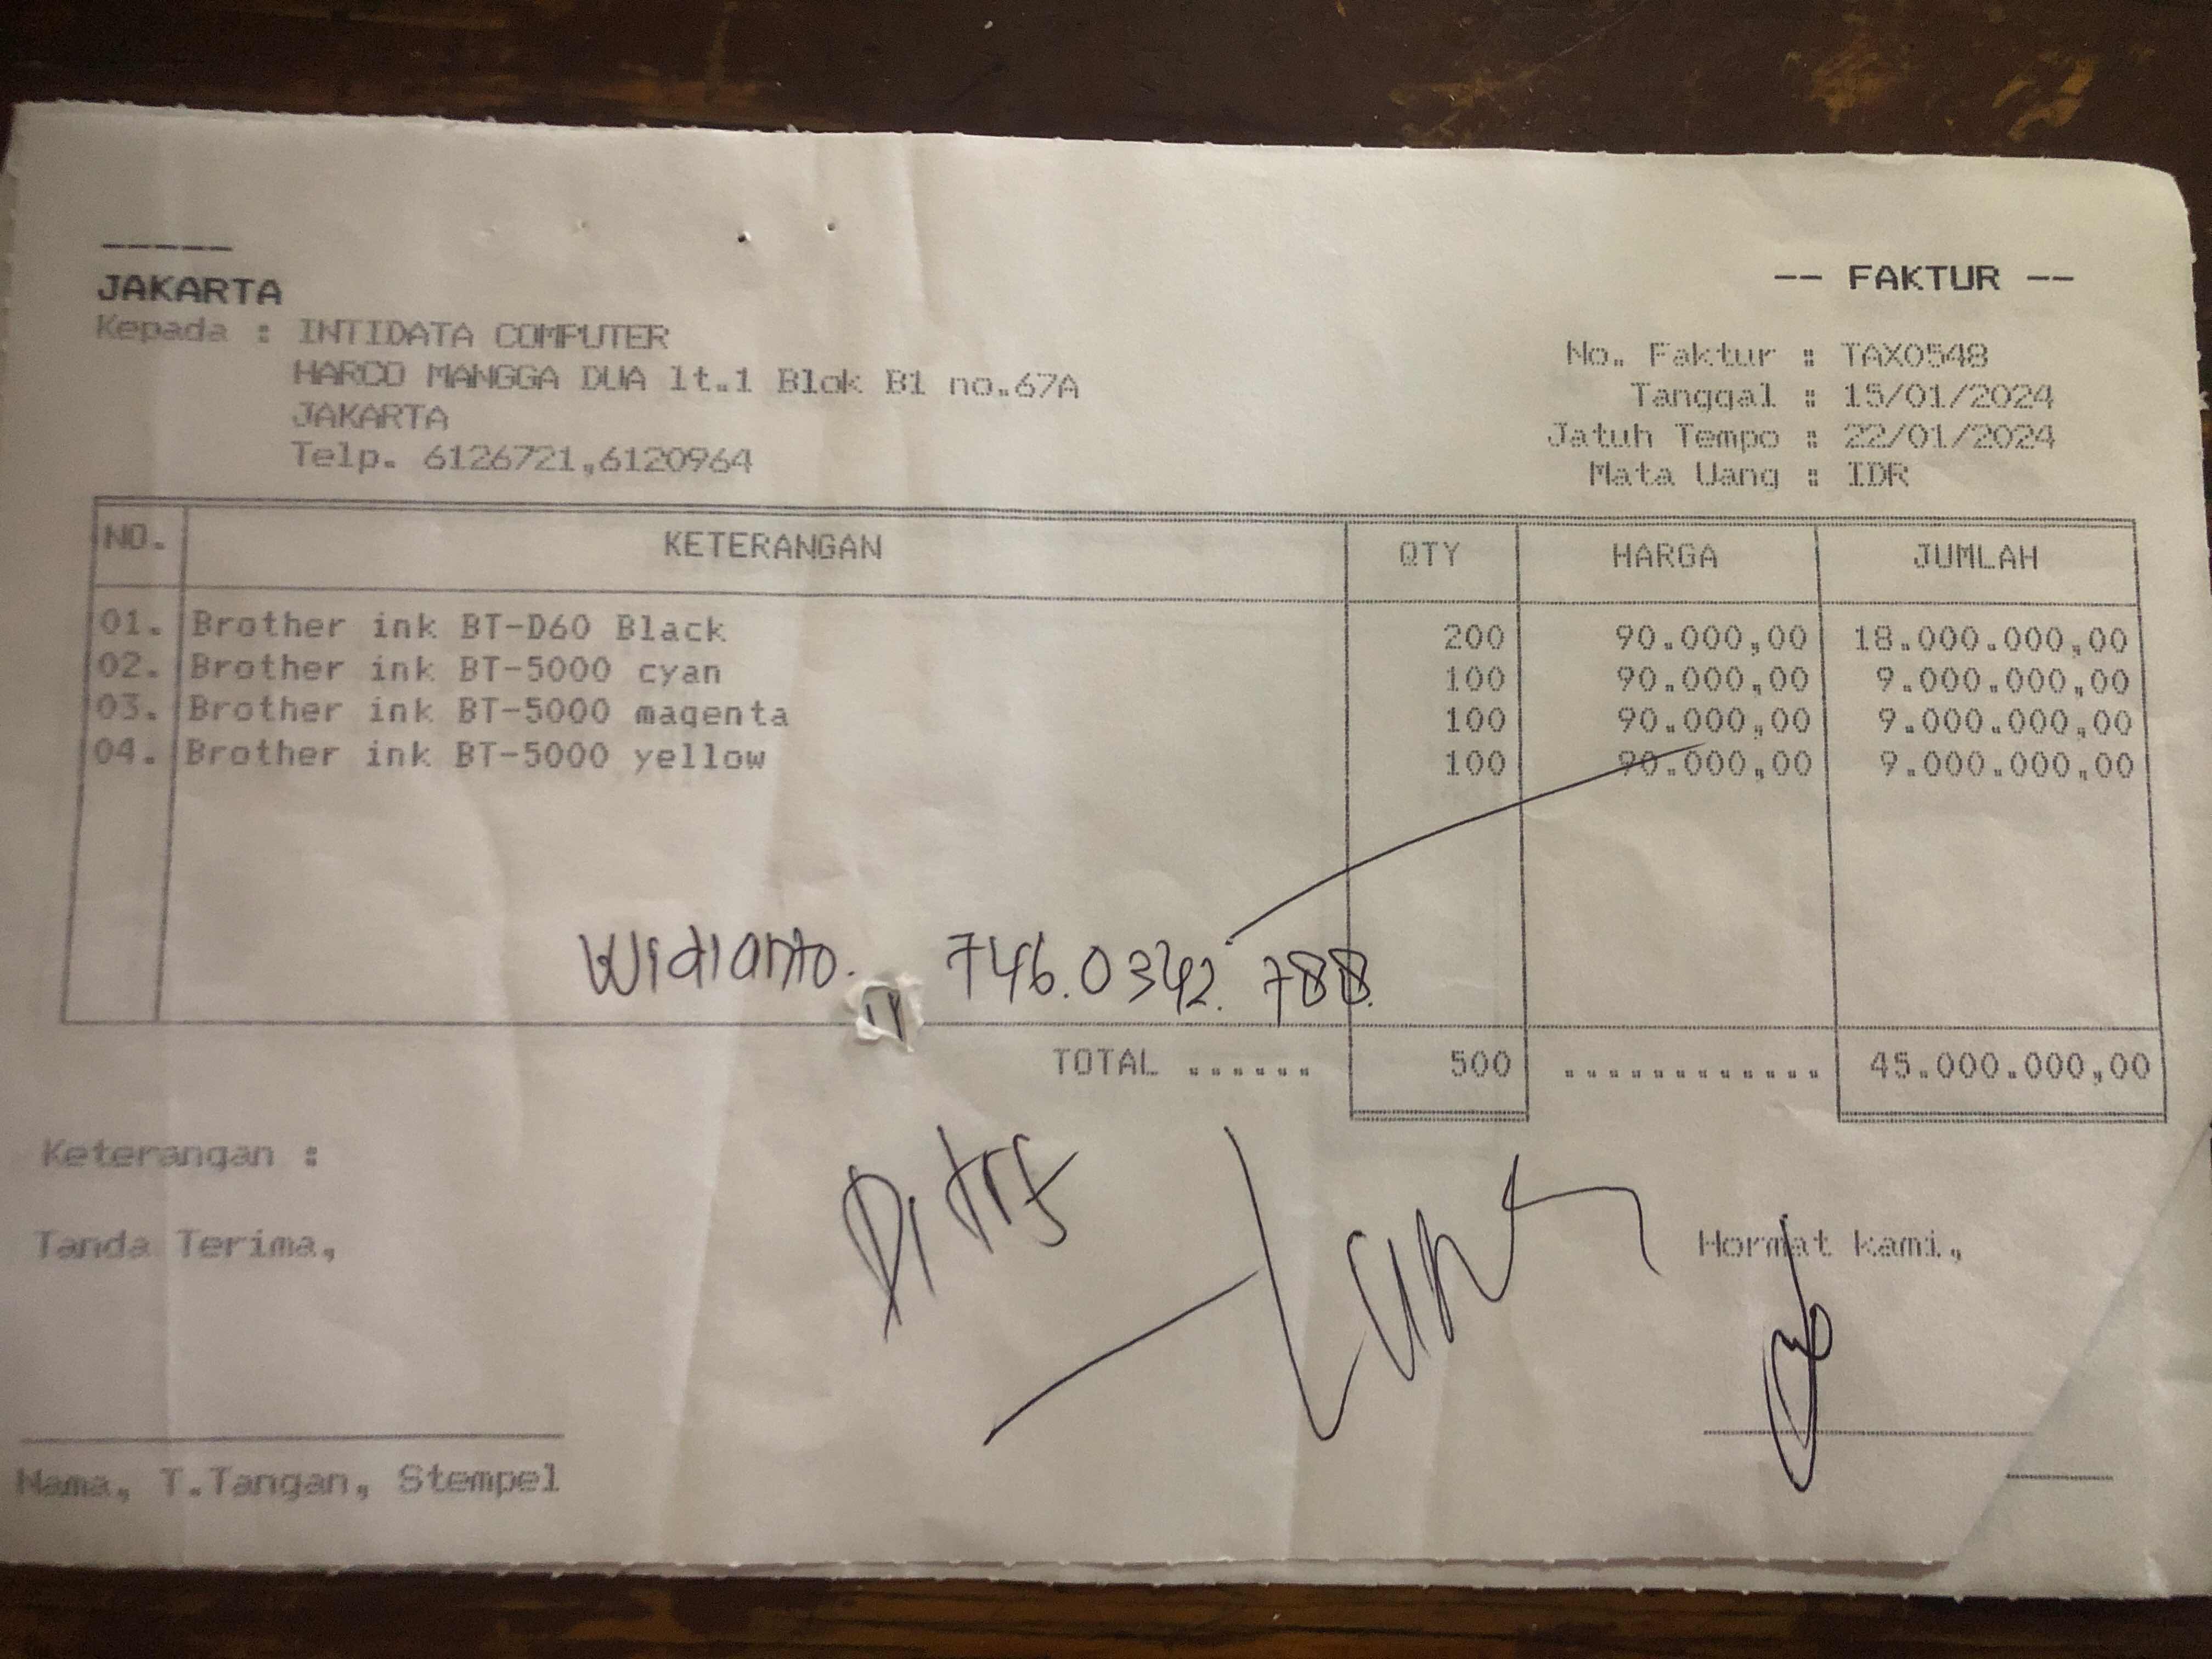 -----
JAKARTA
-- FAKTUR --
Kepada : INTIDATA COMPUTER
HARCO MANGGA DUA lt.1 Blok B1 no.67A
JAKARTA
Telp. 6126721,6120964
No. Faktur : TAX0548
Tanggal : 15/01/2024
Jatuh Tempo : 22/01/2024
Mata Uang : IDR
NO. KETERANGAN QTY HARGA JUMLAH
01. Brother ink BT-D60 Black 200 90.000,00 18.000.000,00
02. Brother ink BT-5000 cyan 100 90.000,00 9.000.000,00
03. Brother ink BT-5000 magenta 100 90.000,00 9.000.000,00
04. Brother ink BT-5000 yellow 100 90.000,00 9.000.000,00
Widianto. 746.0342.788.
TOTAL ...... 500 ............ 45.000.000,00
Keterangan :
Di trf
Tanda Terima,
Hormat kami,
Nama, T.Tangan, Stempel